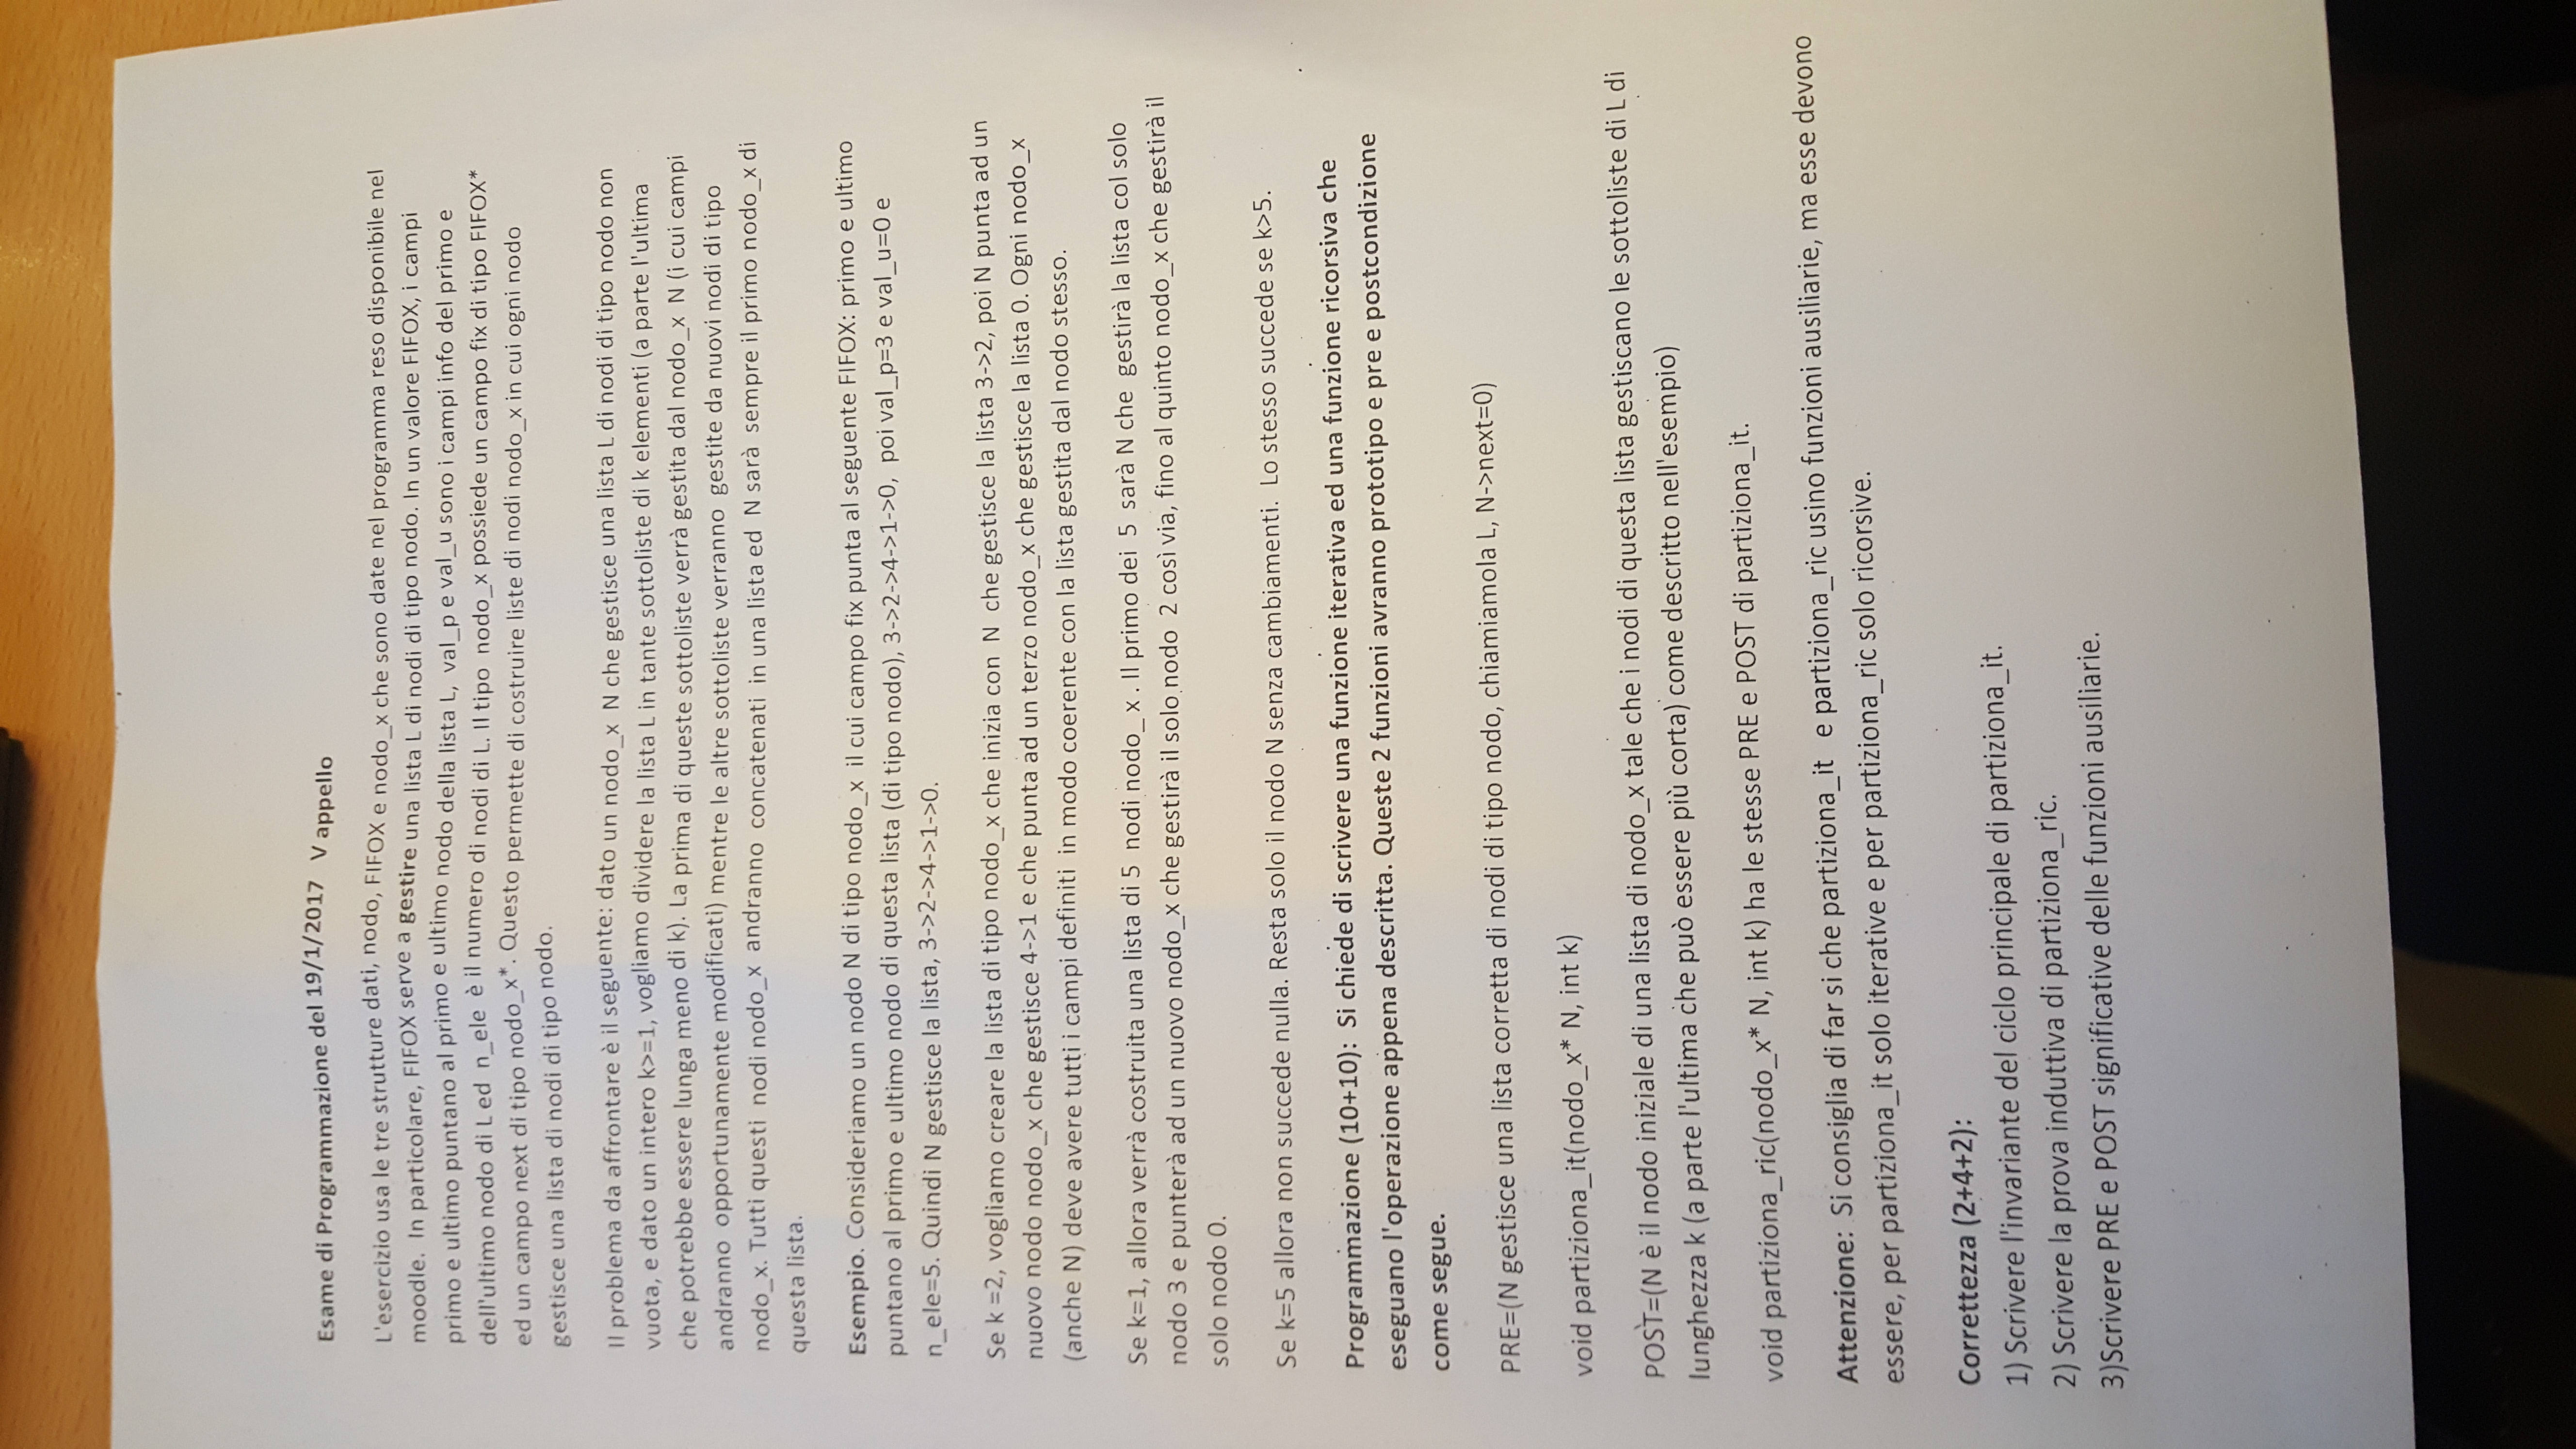 Esame di Programmazione del 19/1/2017 V appello
L'esercizio usa le tre strutture dati, nodo, FIFOX e nodo_x che sono date nel programma reso disponibile nel
moodle. In particolare, FIFOX serve a gestire una lista L di nodi di tipo nodo. In un valore FIFOX, i campi
primo e ultimo puntano al primo e ultimo nodo della lista L, val_p e val_u sono i campi info del primo e
dell'ultimo nodo di L ed n_ele è il numero di nodi di L. Il tipo nodo_x possiede un campo fix di tipo FIFOX*
ed un campo next di tipo nodo_x*. Questo permette di costruire liste di nodi nodo_x in cui ogni nodo
gestisce una lista di nodi di tipo nodo.
Il problema da affrontare è il seguente: dato un nodo_x N che gestisce una lista L di nodi di tipo nodo non
vuota, e dato un intero k>=1, vogliamo dividere la lista L in tante sottoliste di k elementi (a parte l'ultima
che potrebbe essere lunga meno di k). La prima di queste sottoliste verrà gestita dal nodo_x N (i cui campi
andranno opportunamente modificati) mentre le altre sottoliste verranno gestite da nuovi nodi di tipo
nodo_x. Tutti questi nodi nodo_x andranno concatenati in una lista ed N sarà sempre il primo nodo_x di
questa lista.
Esempio. Consideriamo un nodo N di tipo nodo_x il cui campo fix punta al seguente FIFOX: primo e ultimo
puntano al primo e ultimo nodo di questa lista (di tipo nodo), 3->2->4->1->0, poi val_p=3 e val_u=0 e
n_ele=5. Quindi N gestisce la lista, 3->2->4->1->0.
Se k =2, vogliamo creare la lista di tipo nodo_x che inizia con N che gestisce la lista 3->2, poi N punta ad un
nuovo nodo nodo_x che gestisce 4->1 e che punta ad un terzo nodo_x che gestisce la lista 0. Ogni nodo_x
(anche N) deve avere tutti i campi definiti in modo coerente con la lista gestita dal nodo stesso.
Se k=1, allora verrà costruita una lista di 5 nodi nodo_ x . Il primo dei 5 sarà N che gestirà la lista col solo
nodo 3 e punterà ad un nuovo nodo_x che gestirà il solo nodo 2 così via, fino al quinto nodo_x che gestirà il
solo nodo 0.
Se k=5 allora non succede nulla. Resta solo il nodo N senza cambiamenti. Lo stesso succede se k>5.
Programmazione (10+10): Si chiede di scrivere una funzione iterativa ed una funzione ricorsiva che
eseguano l'operazione appena descritta. Queste 2 funzioni avranno prototipo e pre e postcondizione
come segue.
PRE=(N gestisce una lista corretta di nodi di tipo nodo, chiamiamola L, N->next=0)
void partiziona_it(nodo_x* N, int k)
POST=(N è il nodo iniziale di una lista di nodo_x tale che i nodi di questa lista gestiscano le sottoliste di L di
lunghezza k (a parte l'ultima che può essere più corta) come descritto nell'esempio)
void partiziona_ric(nodo_x* N, int k) ha le stesse PRE e POST di partiziona_it.
Attenzione: Si consiglia di far si che partiziona_it e partiziona_ric usino funzioni ausiliarie, ma esse devono
essere, per partiziona_it solo iterative e per partiziona_ric solo ricorsive.
Correttezza (2+4+2):
1) Scrivere l'invariante del ciclo principale di partiziona_it.
2) Scrivere la prova induttiva di partiziona_ric.
3)Scrivere PRE e POST significative delle funzioni ausiliarie.